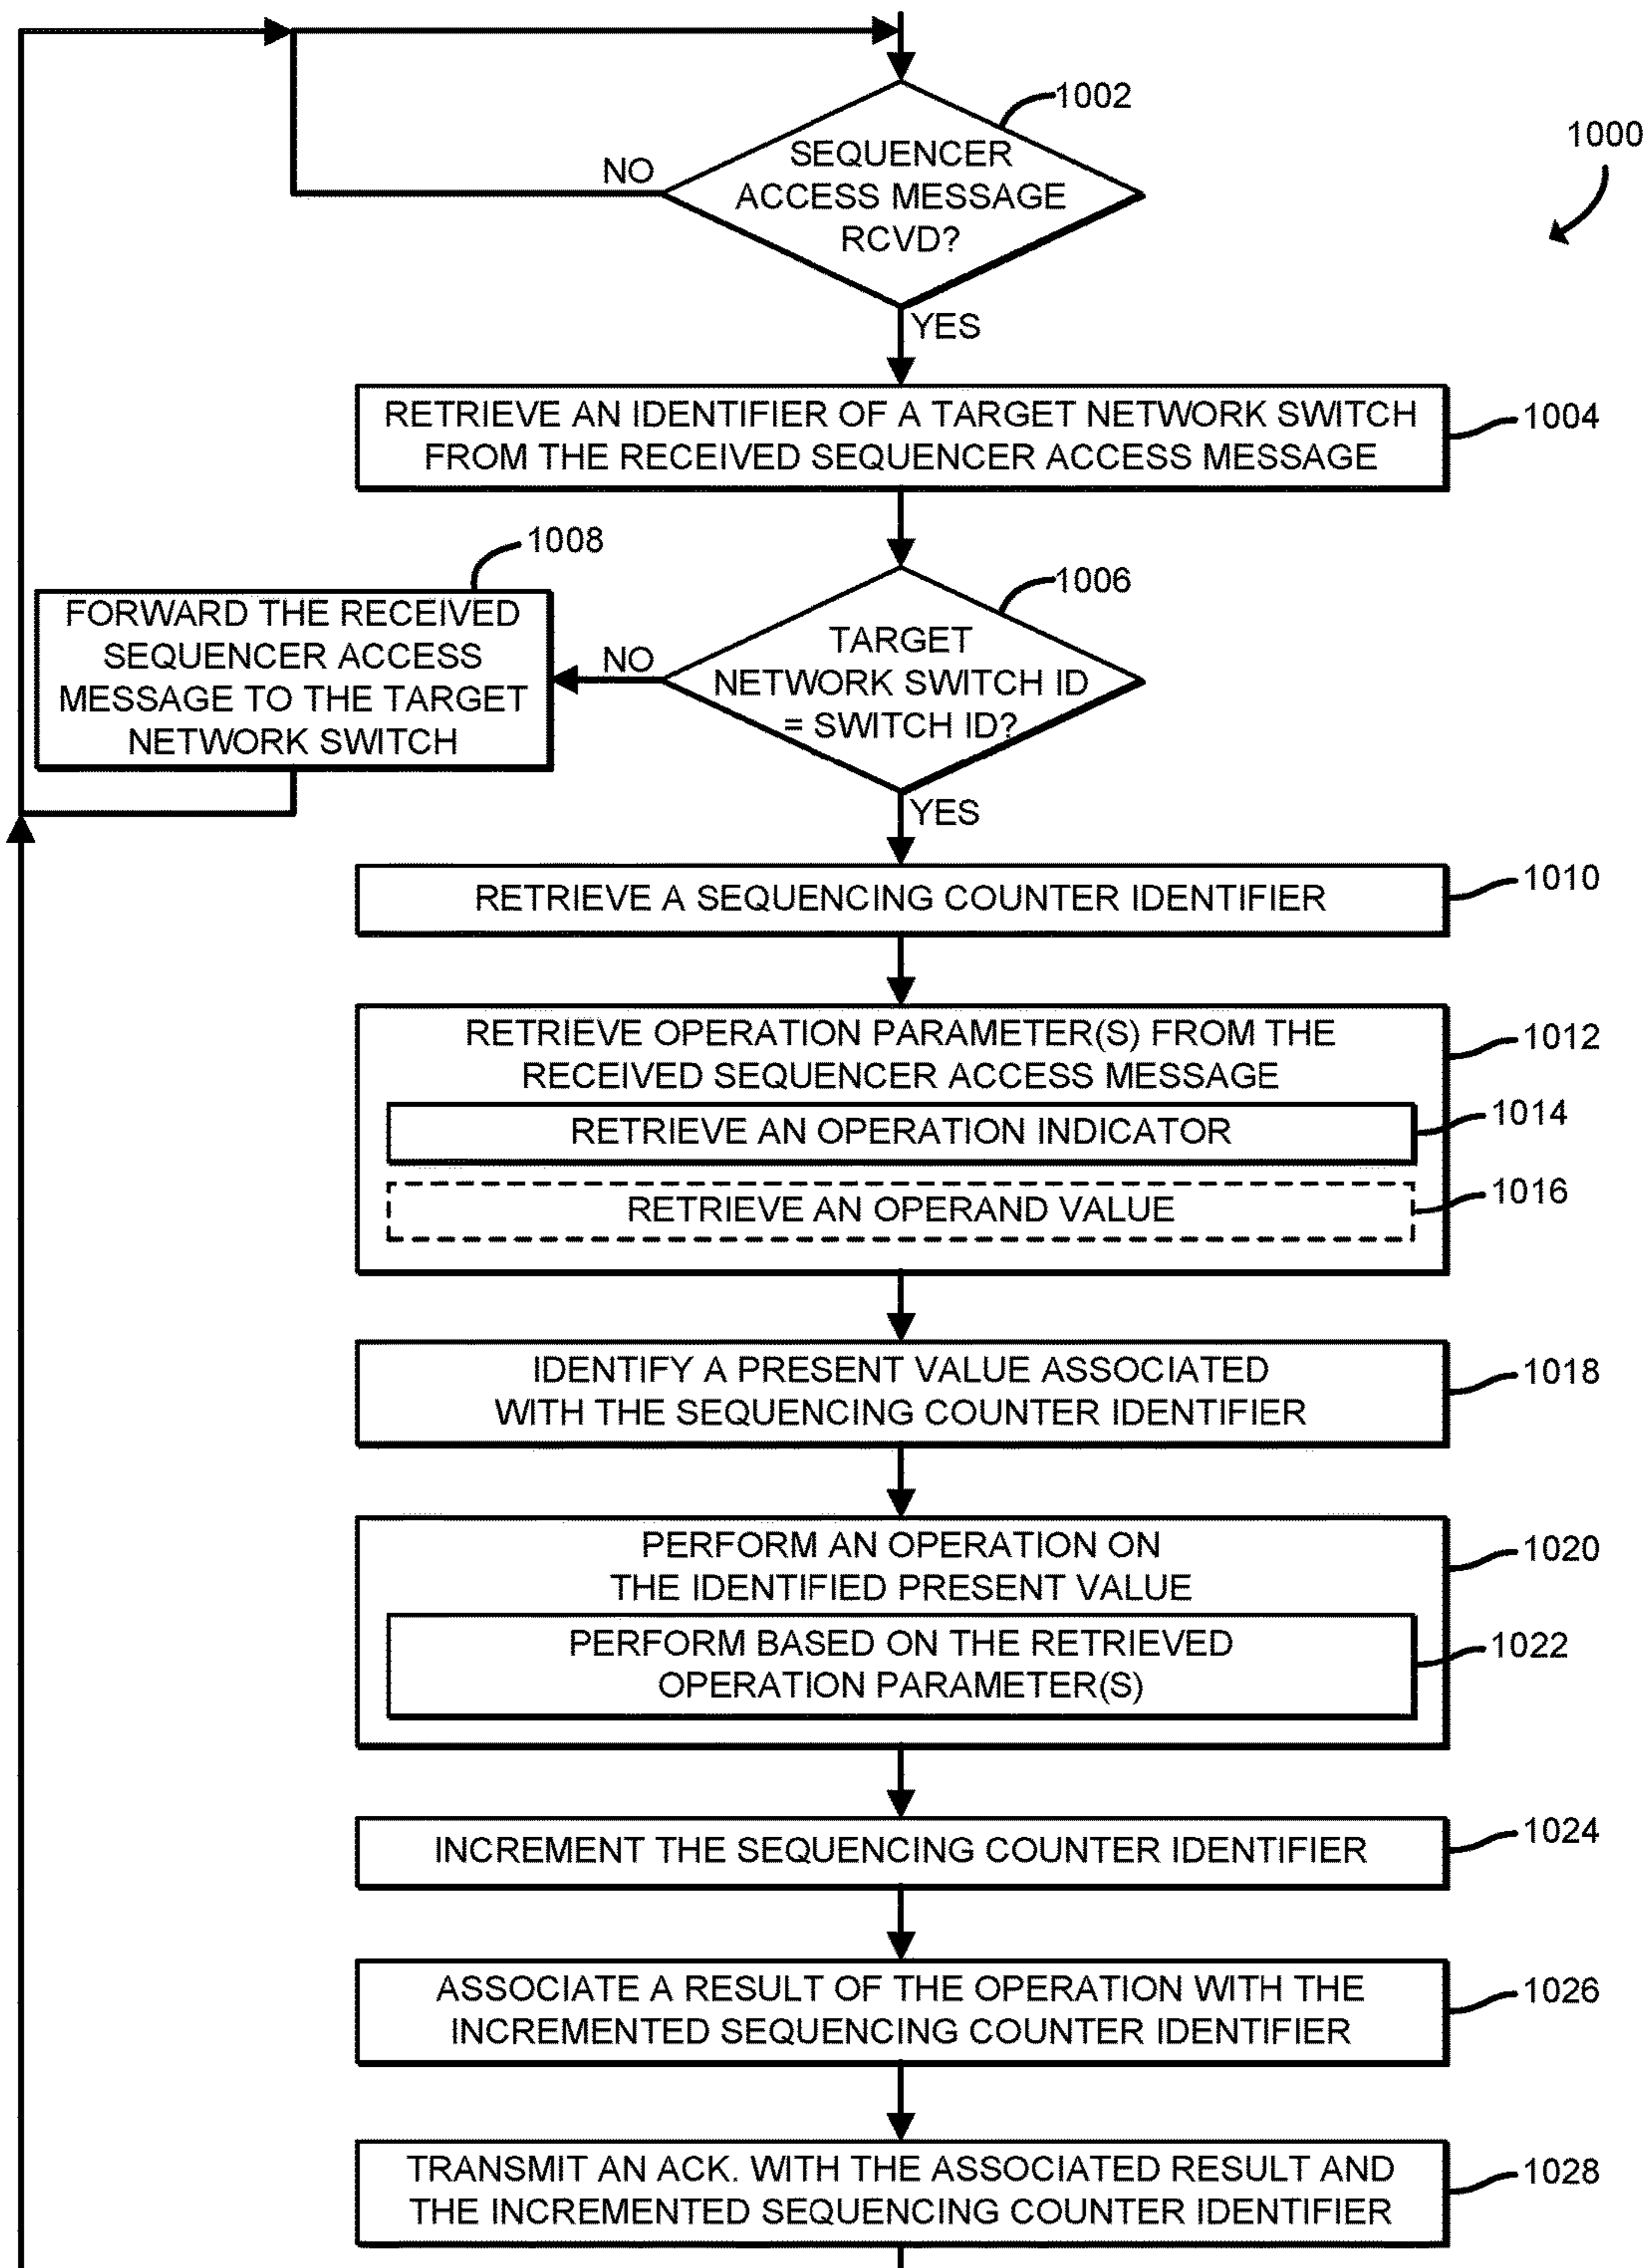 1002
1000
SEQUENCER
ACCESS MESSAGE
RCVD?
NO
YES
RETRIEVE AN IDENTIFIER OF A TARGET NETWORK SWITCH
FROM THE RECEIVED SEQUENCER ACCESS MESSAGE
1004
1008
FORWARD THE RECEIVED
SEQUENCER ACCESS
MESSAGE TO THE TARGET
NETWORK SWITCH
NO
1006
TARGET
NETWORK SWITCH ID
= SWITCH ID?
YES
RETRIEVE A SEQUENCING COUNTER IDENTIFIER
1010
RETRIEVE OPERATION PARAMETER(S) FROM THE
RECEIVED SEQUENCER ACCESS MESSAGE
1012
RETRIEVE AN OPERATION INDICATOR
1014
RETRIEVE AN OPERAND VALUE
1016
IDENTIFY A PRESENT VALUE ASSOCIATED
WITH THE SEQUENCING COUNTER IDENTIFIER
1018
PERFORM AN OPERATION ON
THE IDENTIFIED PRESENT VALUE
1020
PERFORM BASED ON THE RETRIEVED
OPERATION PARAMETER(S)
1022
INCREMENT THE SEQUENCING COUNTER IDENTIFIER
1024
ASSOCIATE A RESULT OF THE OPERATION WITH THE
INCREMENTED SEQUENCING COUNTER IDENTIFIER
1026
TRANSMIT AN ACK. WITH THE ASSOCIATED RESULT AND
THE INCREMENTED SEQUENCING COUNTER IDENTIFIER
1028